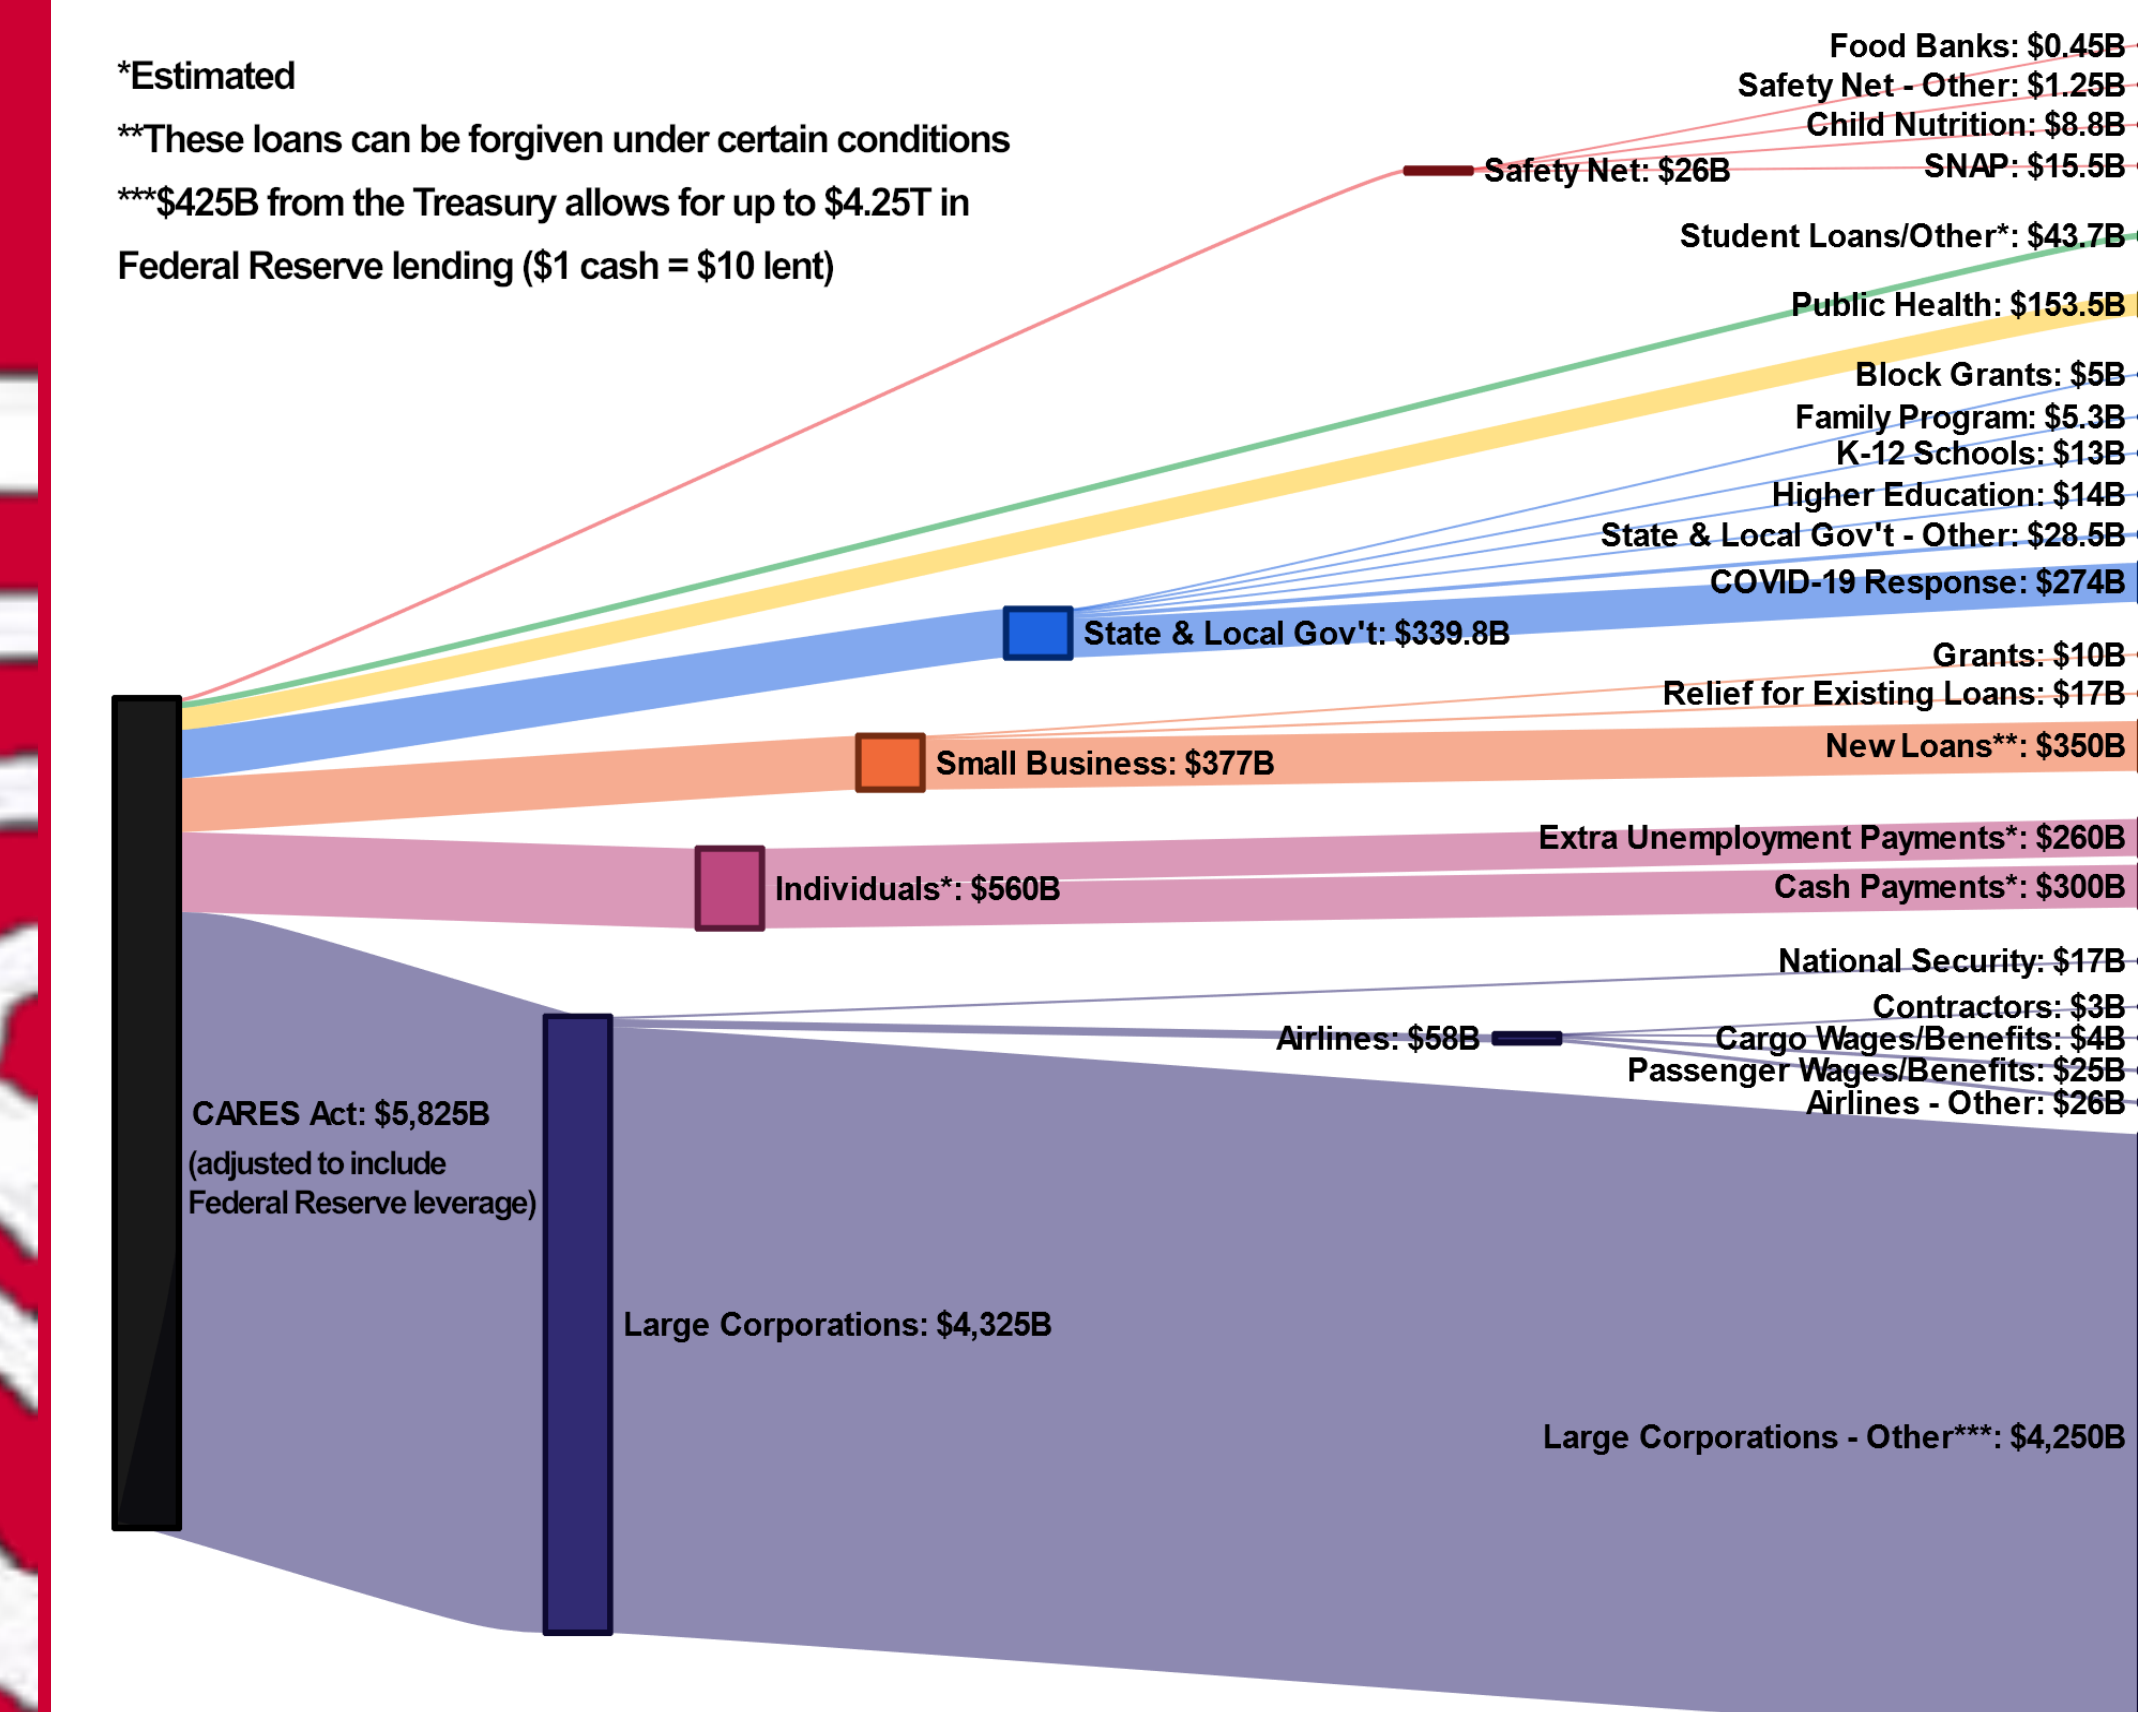 *Estimated
**These loans can be forgiven under certain conditions
***$425B from the Treasury allows for up to $4.25T in
Federal Reserve lending ($1 cash = $10 lent)
Food Banks: $0.45B
Safety Net - Other: $1.25B
Child Nutrition: $8.8B
Safety Net: $26B
SNAP: $15.5B
Student Loans/Other*: $43.7B
Public Health: $153.5B
Block Grants: $5B
Family Program: $5.3B
K-12 Schools: $13B
Higher Education: $14B
State & Local Gov't - Other: $28.5B
COVID-19 Response: $274B
State & Local Gov't: $339.8B
Grants: $10B
Relief for Existing Loans: $17B
New Loans**: $350B
Small Business: $377B
Extra Unemployment Payments*: $260B
Cash Payments*: $300B
Individuals*: $560B
National Security: $17B
Contractors: $3B
Airlines: $58B
Cargo Wages/Benefits: $4B
Passenger Wages/Benefits: $25B
Airlines - Other: $26B
CARES Act: $5,825B
(adjusted to include
Federal Reserve leverage)
Large Corporations: $4,325B
Large Corporations - Other***: $4,250B